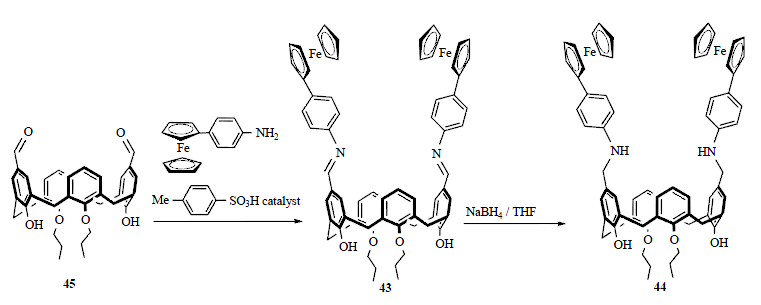 Fe Fe Fe Fe
O O
NH2
Fe
N N
NH HN
Me SO3H catalyst
NaBH4 / THF
OH O O OH
OH O O OH
OH O O OH
45
43
44